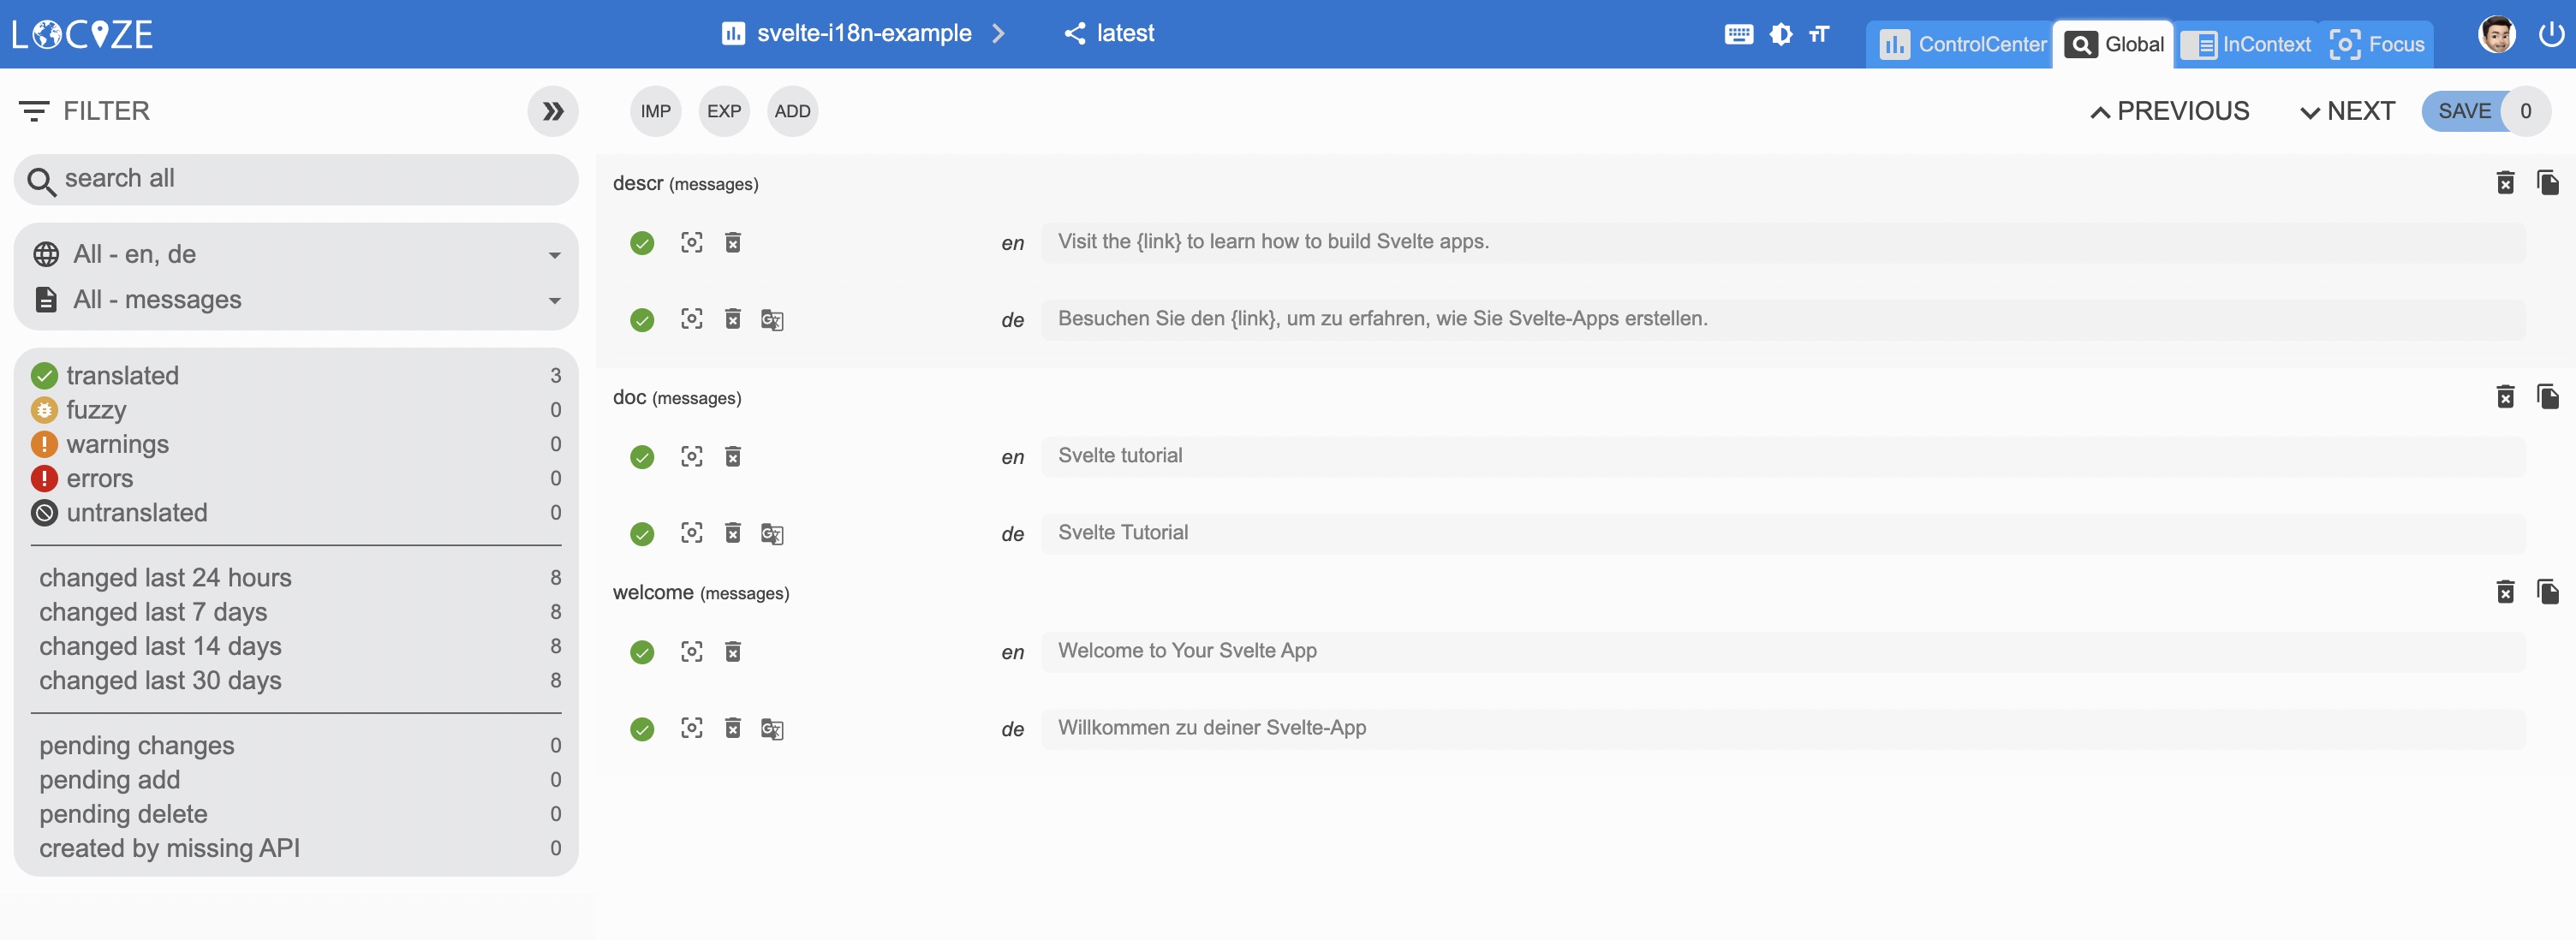 LOCIZE
svelte-i18n-example
latest
ControlCenter
Global
InContext
Focus
FILTER
IMP
EXP
ADD
PREVIOUS
NEXT
SAVE 0
search all
All - en, de
All - messages
translated 3
fuzzy 0
warnings 0
errors 0
untranslated 0
changed last 24 hours 8
changed last 7 days 8
changed last 14 days 8
changed last 30 days 8
pending changes 0
pending add 0
pending delete 0
created by missing API 0
descr (messages)
en Visit the {link} to learn how to build Svelte apps.
de Besuchen Sie den {link}, um zu erfahren, wie Sie Svelte-Apps erstellen.
doc (messages)
en Svelte tutorial
de Svelte Tutorial
welcome (messages)
en Welcome to Your Svelte App
de Willkommen zu deiner Svelte-App